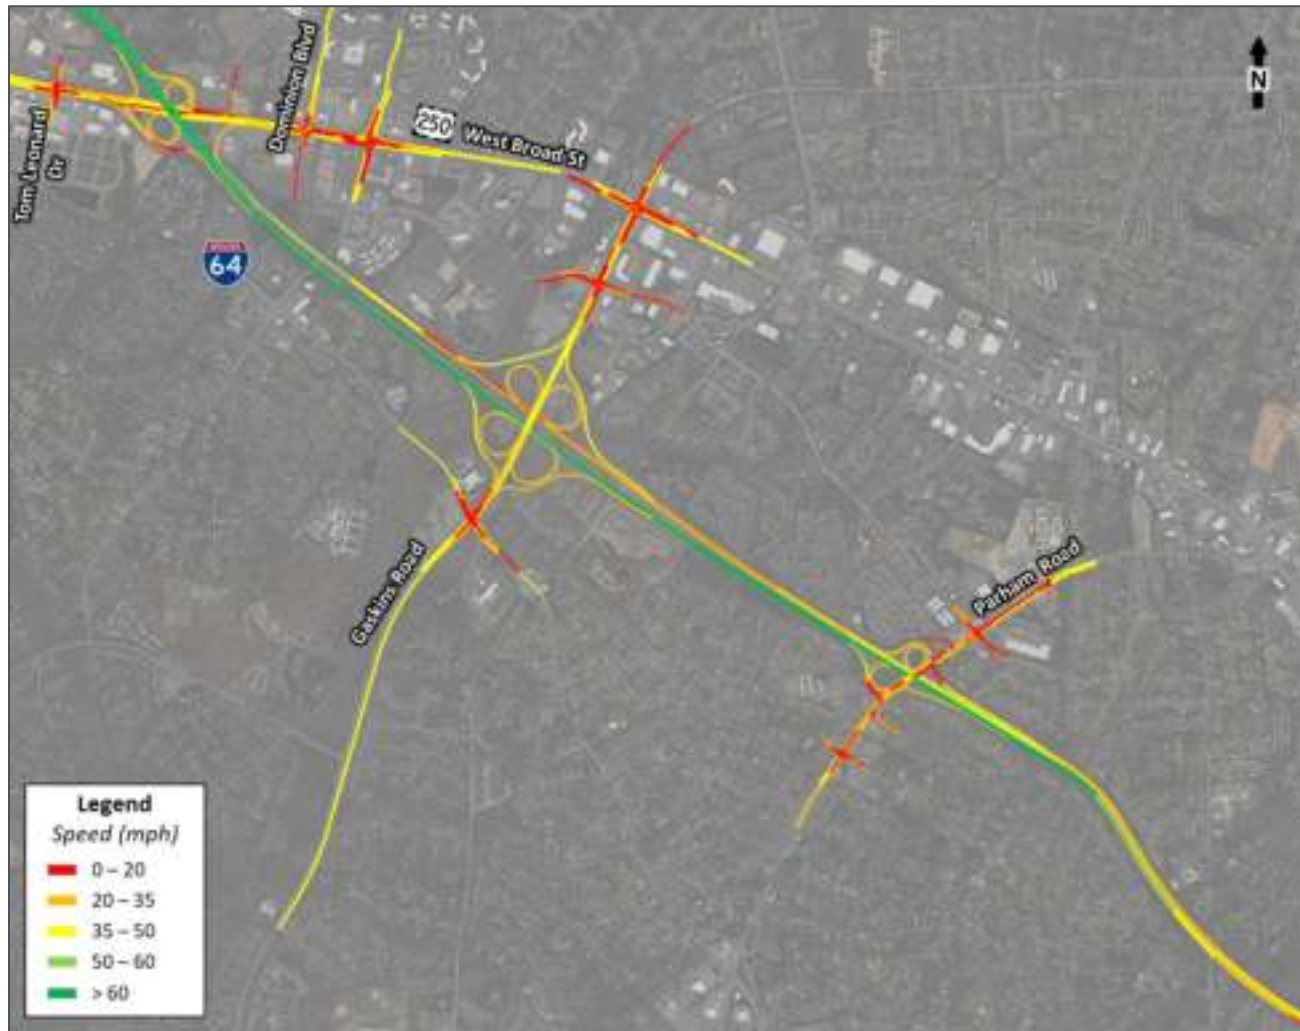 N
Dominion Blvd
250
West Broad St
Tom Leonard
Dr
64
Gaskins Road
Parham Road
Legend
Speed (mph)
0 – 20
20 – 35
35 – 50
50 – 60
> 60